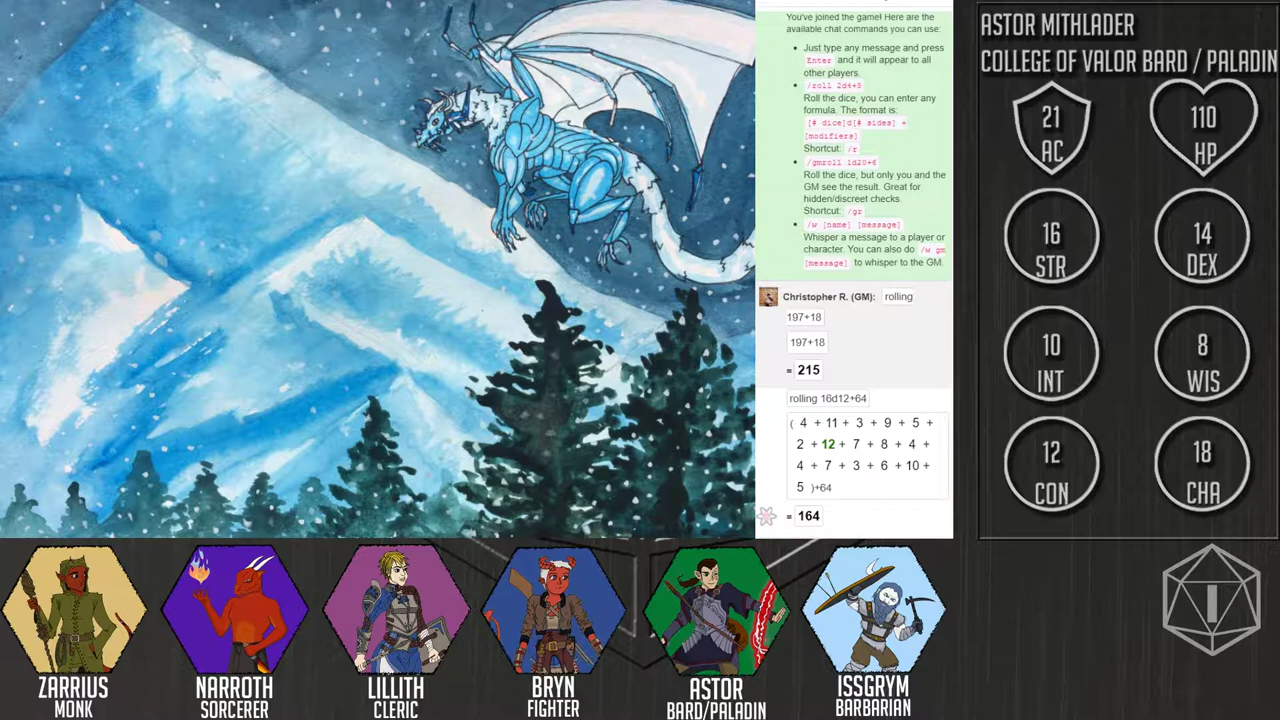 You've joined the game! Here are the
available chat commands you can use:
Just type any message and press
Enter and it will appear to all
other players.
/roll 2d4+3
Roll the dice, you can enter any
formula. The format is:
[# dice]d[# sides] +
[modifiers]
Shortcut: /r
/gmroll 1d20+6
Roll the dice, but only you and the
GM see the result. Great for
hidden/discreet checks.
Shortcut: /gr
/w [name] [message]
Whisper a message to a player or
character. You can also do /w gm
[message] to whisper to the GM.
Christopher R. (GM): rolling
197+18
197+18
= 215
rolling 16d12+64
( 4 + 11 + 3 + 9 + 5 +
2 + 12 + 7 + 8 + 4 +
4 + 7 + 3 + 6 + 10 +
5 )+64
= 164
ASTOR MITHLADER
COLLEGE OF VALOR BARD / PALADIN
21
AC
110
HP
16
STR
14
DEX
10
INT
8
WIS
12
CON
18
CHA
ZARRIUS
MONK
NARROTH
SORCERER
LILLITH
CLERIC
BRYN
FIGHTER
ASTOR
BARD/PALADIN
ISSGRYM
BARBARIAN